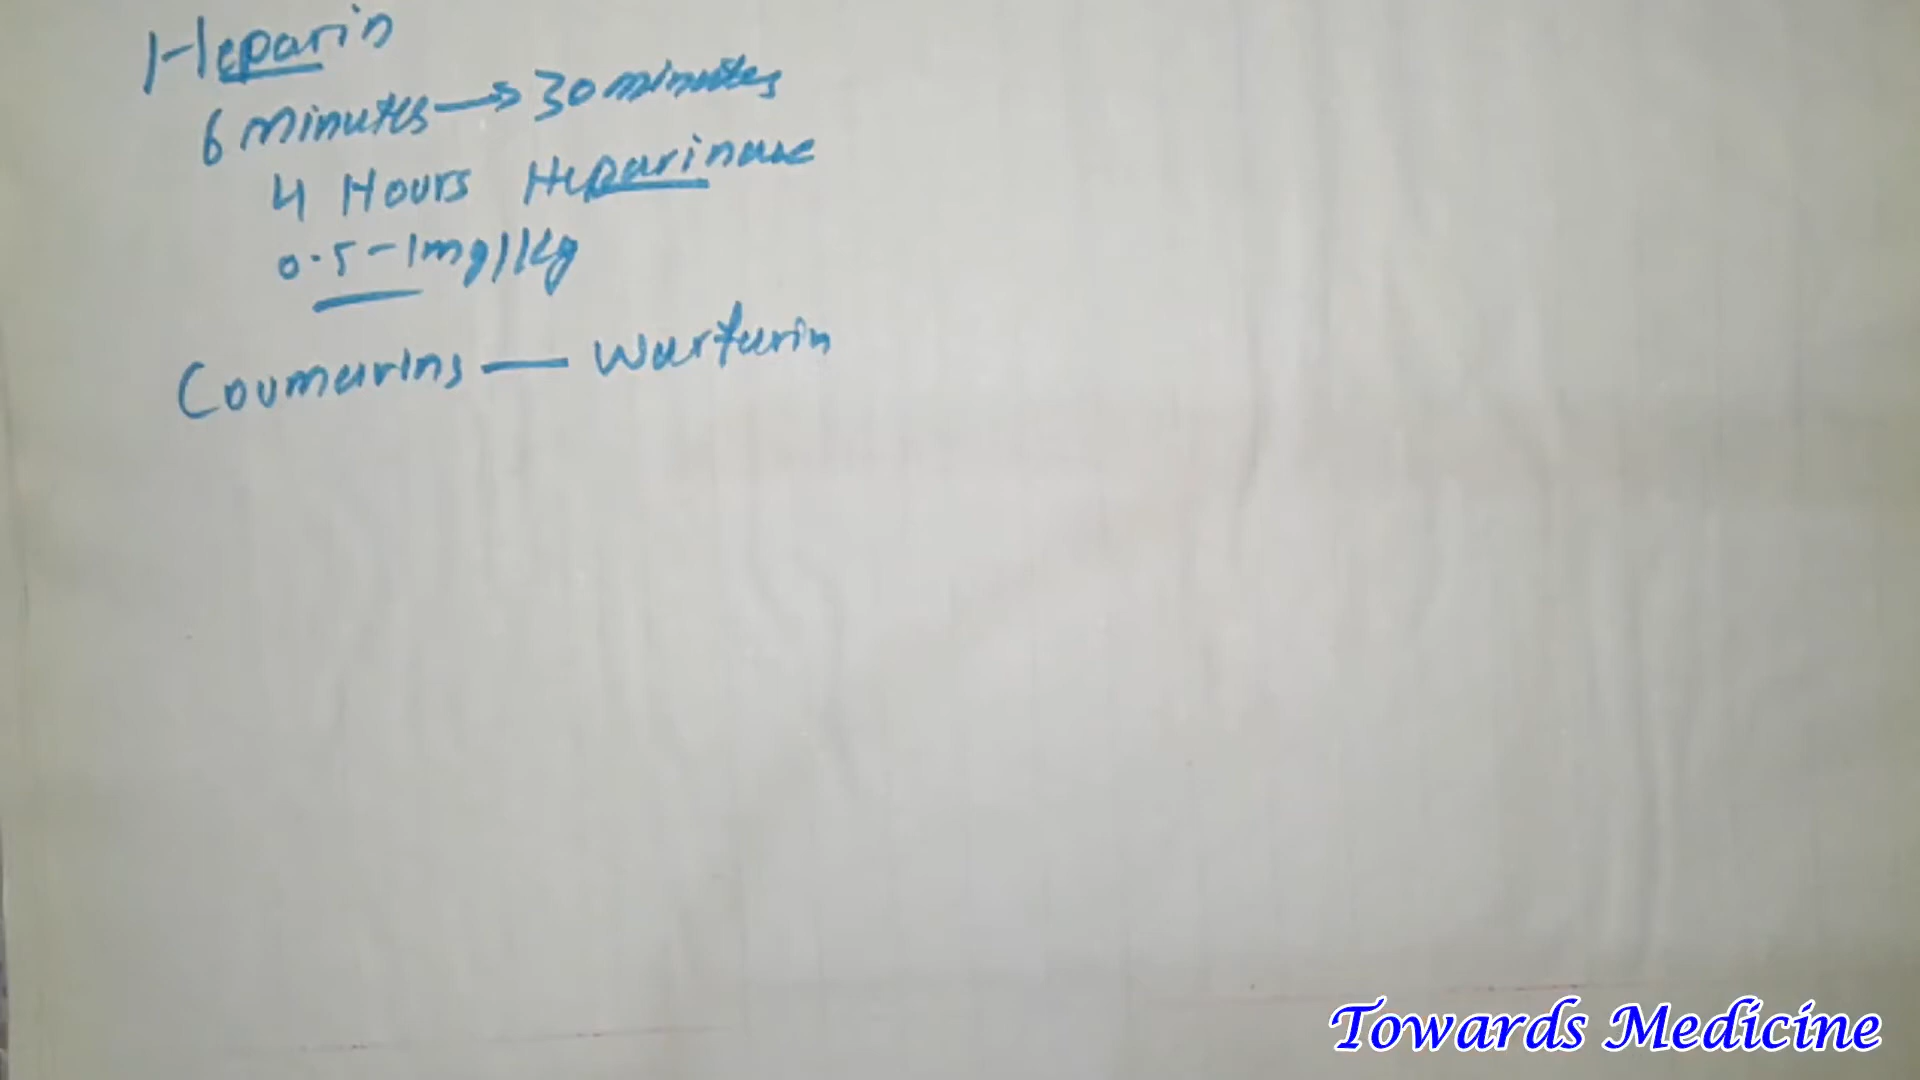 Heparin
6 minutes → 30 minutes
4 Hours Heparinase
0.5-1mg/kg
Coumarins — Warfarin
Towards Medicine